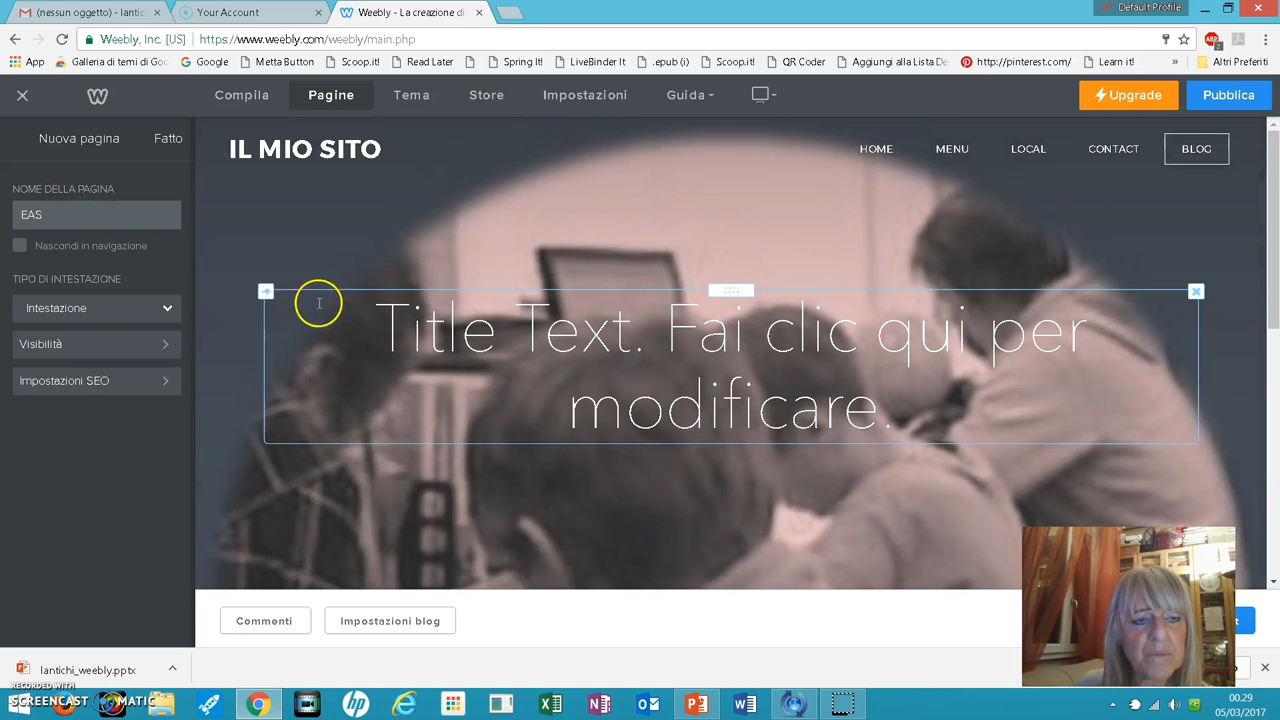 (nessun oggetto) - lantic
Your Account
Weebly - La creazione di
Default Profile
Weebly, Inc. [US]
https://www.weebly.com/weebly/main.php
App
Galleria di temi di Goo
Google
Metta Button
Scoop.it!
Read Later
Spring It!
LiveBinder It
.epub (i)
Scoop.it!
QR Coder
Aggiungi alla Lista De
http://pinterest.com/
Learn it!
»
Altri Preferiti
Compila
Pagine
Tema
Store
Impostazioni
Guida
Upgrade
Pubblica
Nuova pagina
Fatto
IL MIO SITO
HOME
MENU
LOCAL
CONTACT
BLOG
NOME DELLA PAGINA
EAS
Nascondi in navigazione
TIPO DI INTESTAZIONE
Intestazione
Visibilità
Impostazioni SEO
Title Text. Fai clic qui per
modificare.
Commenti
Impostazioni blog
lantichi_weebly.pptx
RECORDED WITH
SCREENCAST MATIC
00.29
05/03/2017